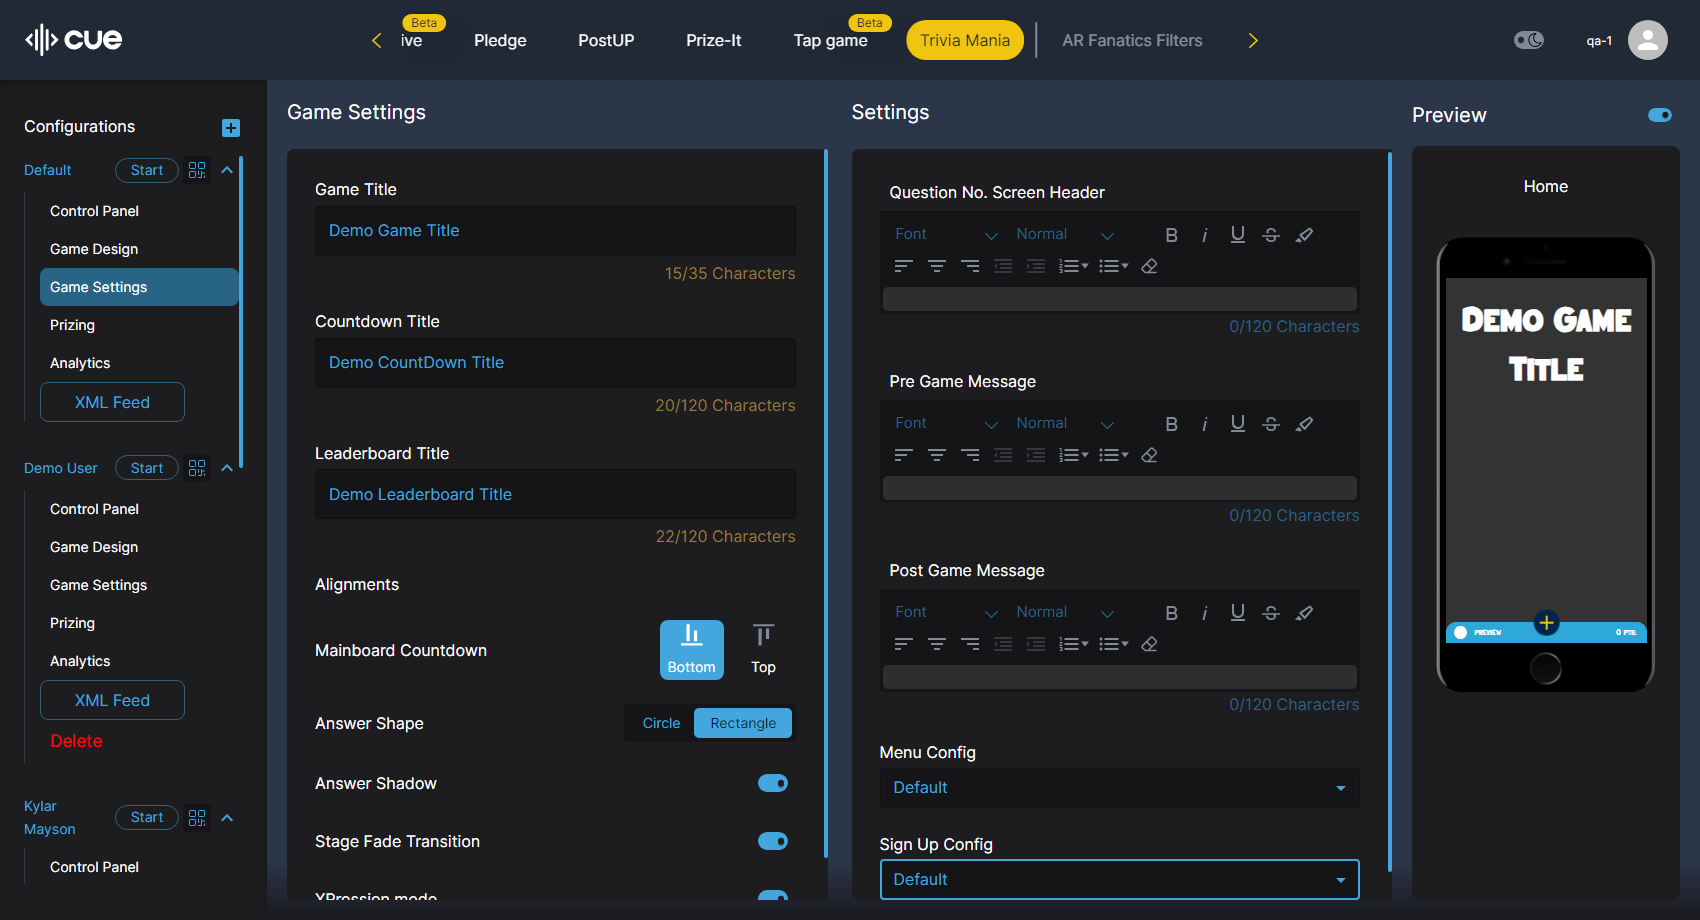 cue
Beta
ive
Pledge
PostUP
Prize-It
Beta
Tap game
Trivia Mania
AR Fanatics Filters
qa-1
Configurations
Default
Start
Control Panel
Game Design
Game Settings
Prizing
Analytics
XML Feed
Demo User
Start
Control Panel
Game Design
Game Settings
Prizing
Analytics
XML Feed
Delete
Kylar
Mayson
Start
Control Panel
Game Settings
Game Title
Demo Game Title
15/35 Characters
Countdown Title
Demo CountDown Title
20/120 Characters
Leaderboard Title
Demo Leaderboard Title
22/120 Characters
Alignments
Mainboard Countdown
Bottom
Top
Answer Shape
Circle
Rectangle
Answer Shadow
Stage Fade Transition
XPression mode
Settings
Question No. Screen Header
Font
Normal
B i U S
0/120 Characters
Pre Game Message
Font
Normal
B i U S
0/120 Characters
Post Game Message
Font
Normal
B i U S
0/120 Characters
Menu Config
Default
Sign Up Config
Default
Preview
Home
Demo Game
Title
PREVIEW
0 PTS.